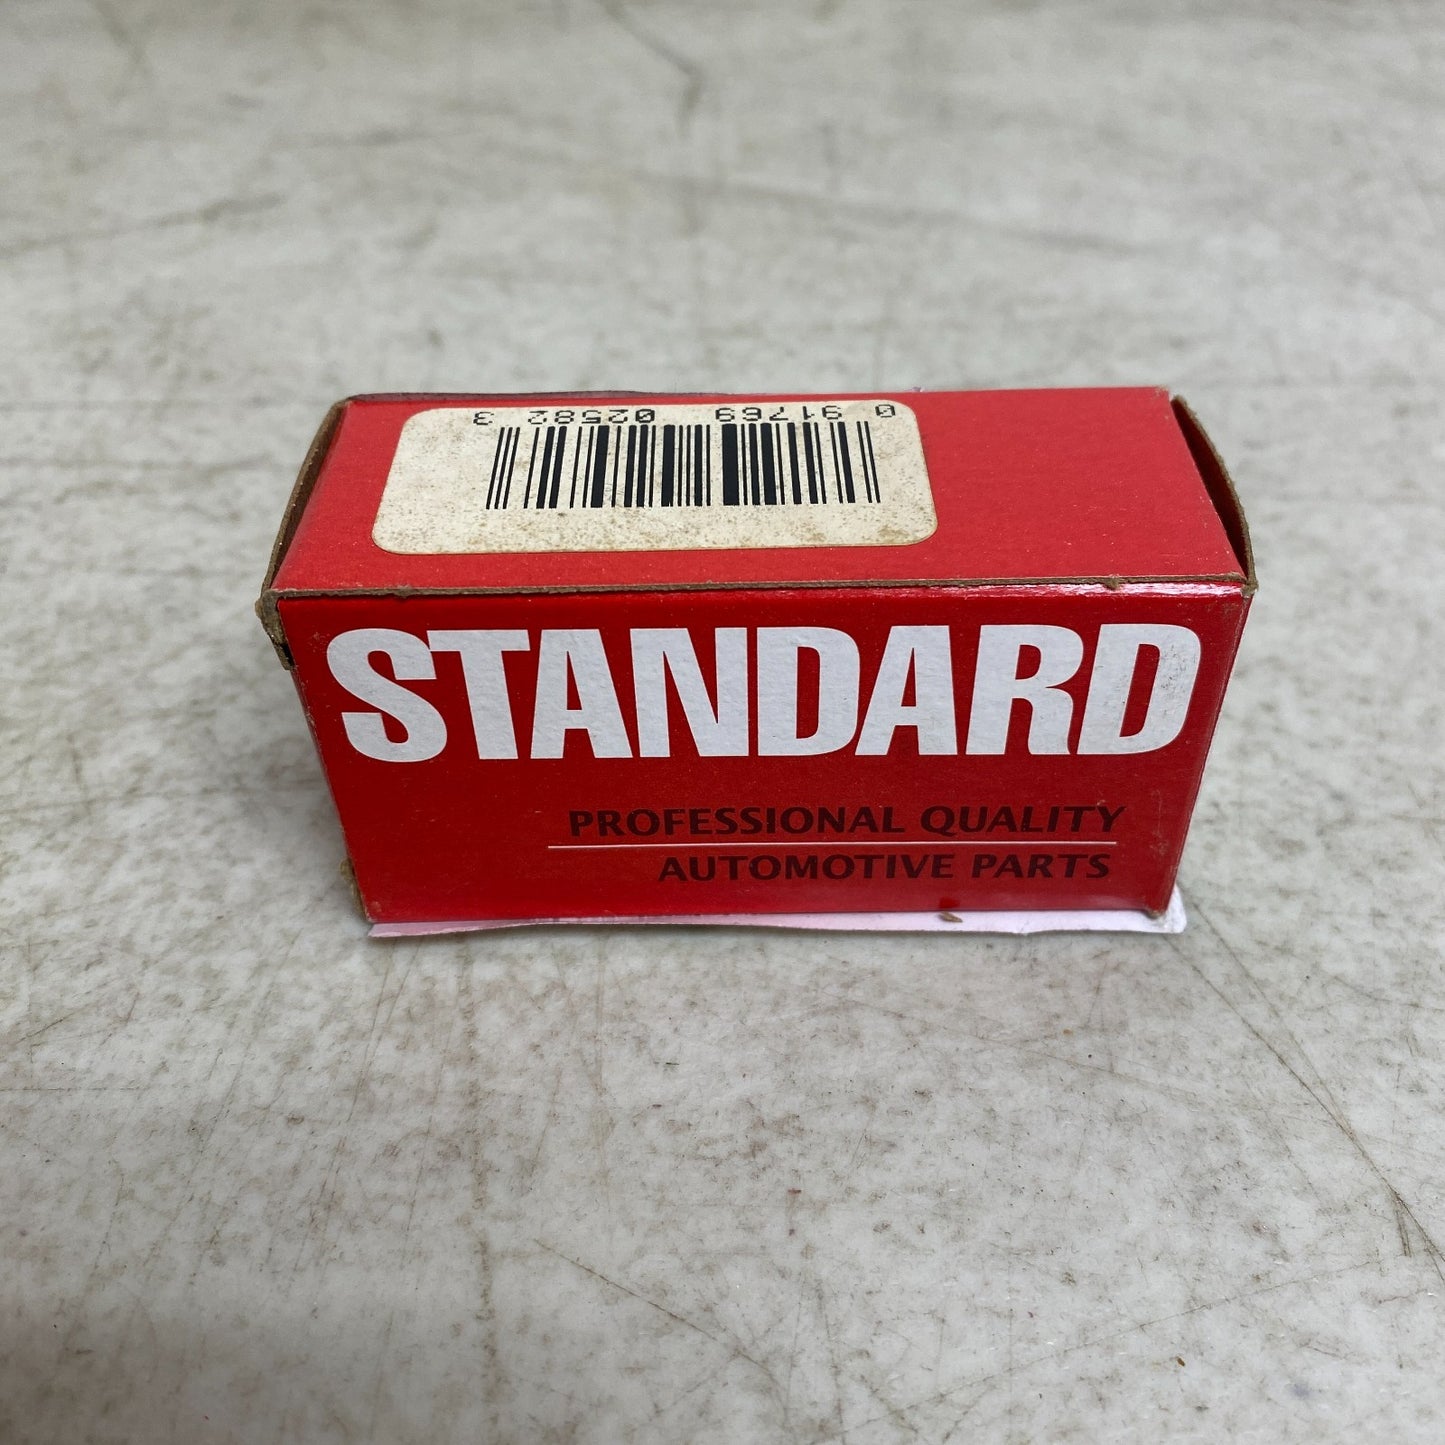 0 91769 02582 3
STANDARD
PROFESSIONAL QUALITY
AUTOMOTIVE PARTS